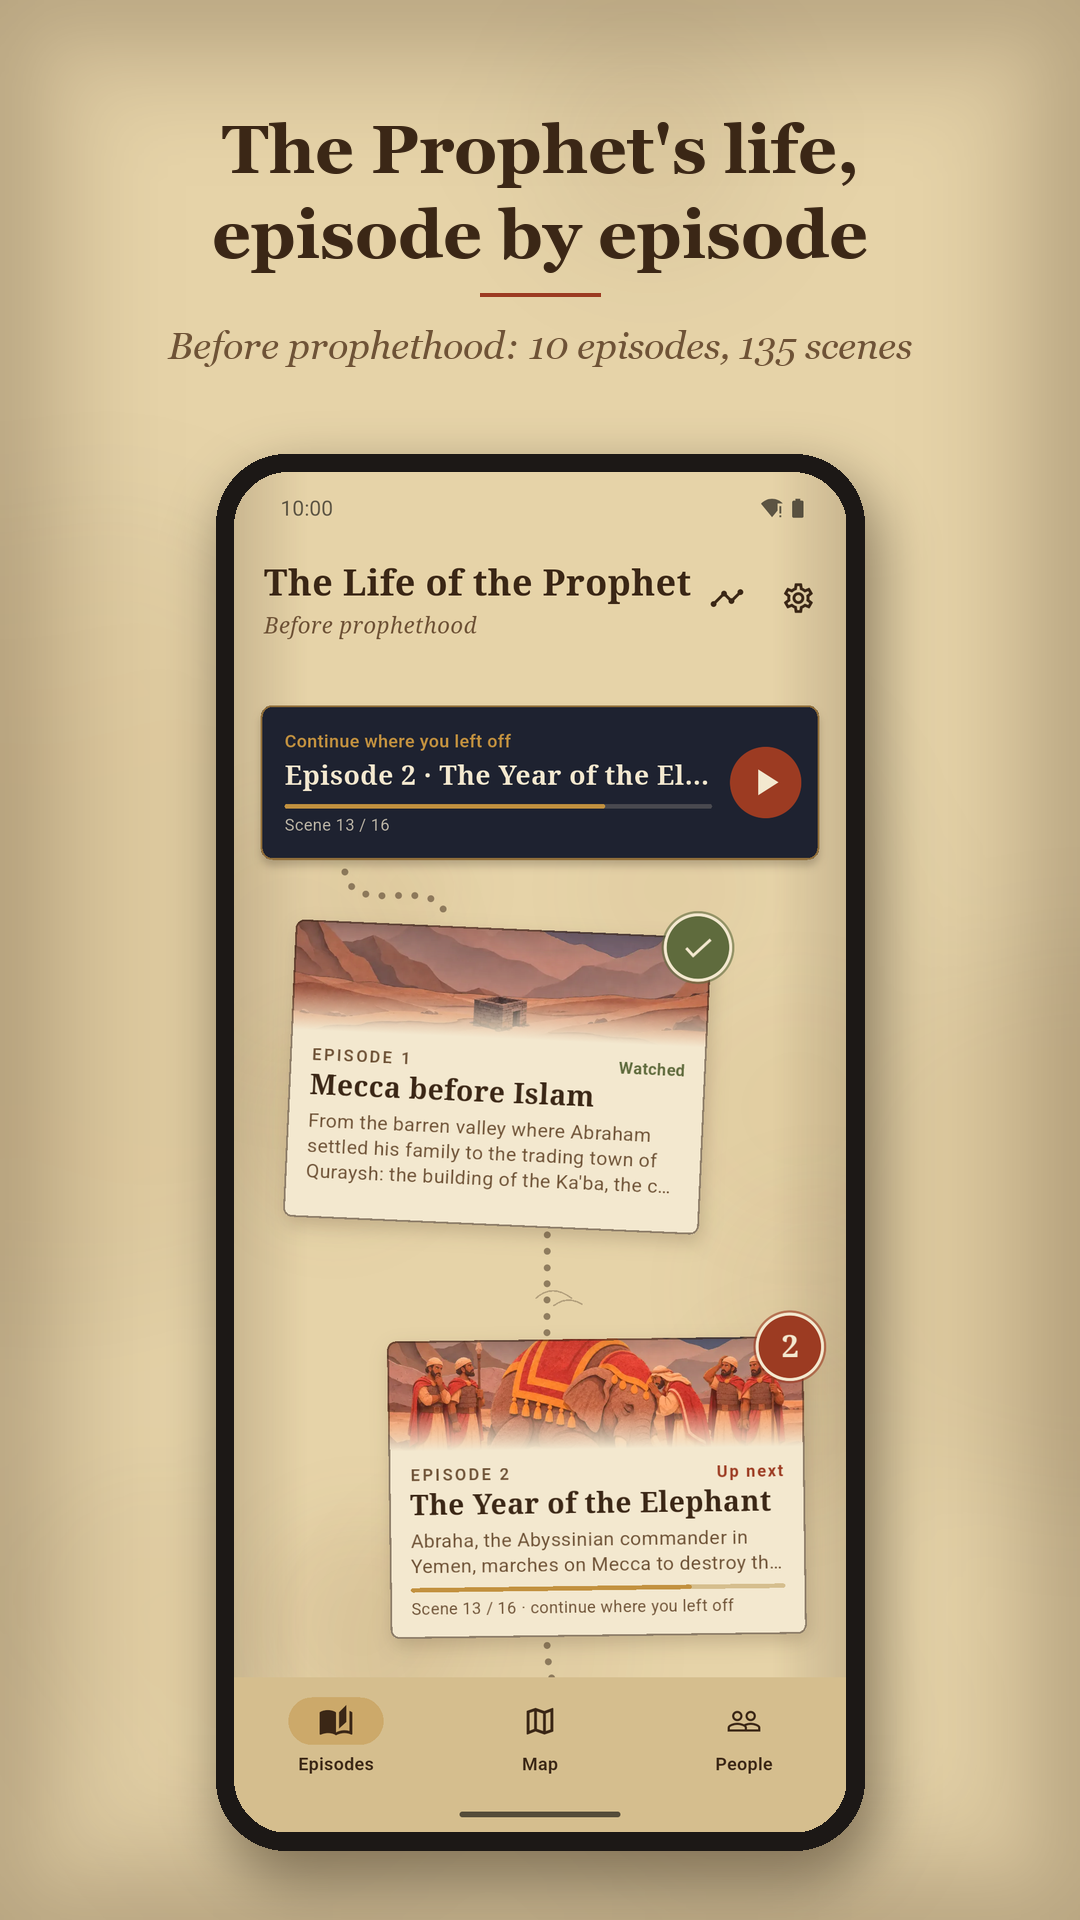 The Prophet's life,
episode by episode
Before prophethood: 10 episodes, 135 scenes
10:00
The Life of the Prophet
Before prophethood
Continue where you left off
Episode 2 · The Year of the El...
Scene 13 / 16
EPISODE 1
Watched
Mecca before Islam
From the barren valley where Abraham
settled his family to the trading town of
Quraysh: the building of the Ka'ba, the c...
2
EPISODE 2
Up next
The Year of the Elephant
Abraha, the Abyssinian commander in
Yemen, marches on Mecca to destroy th...
Scene 13 / 16 · continue where you left off
Episodes
Map
People